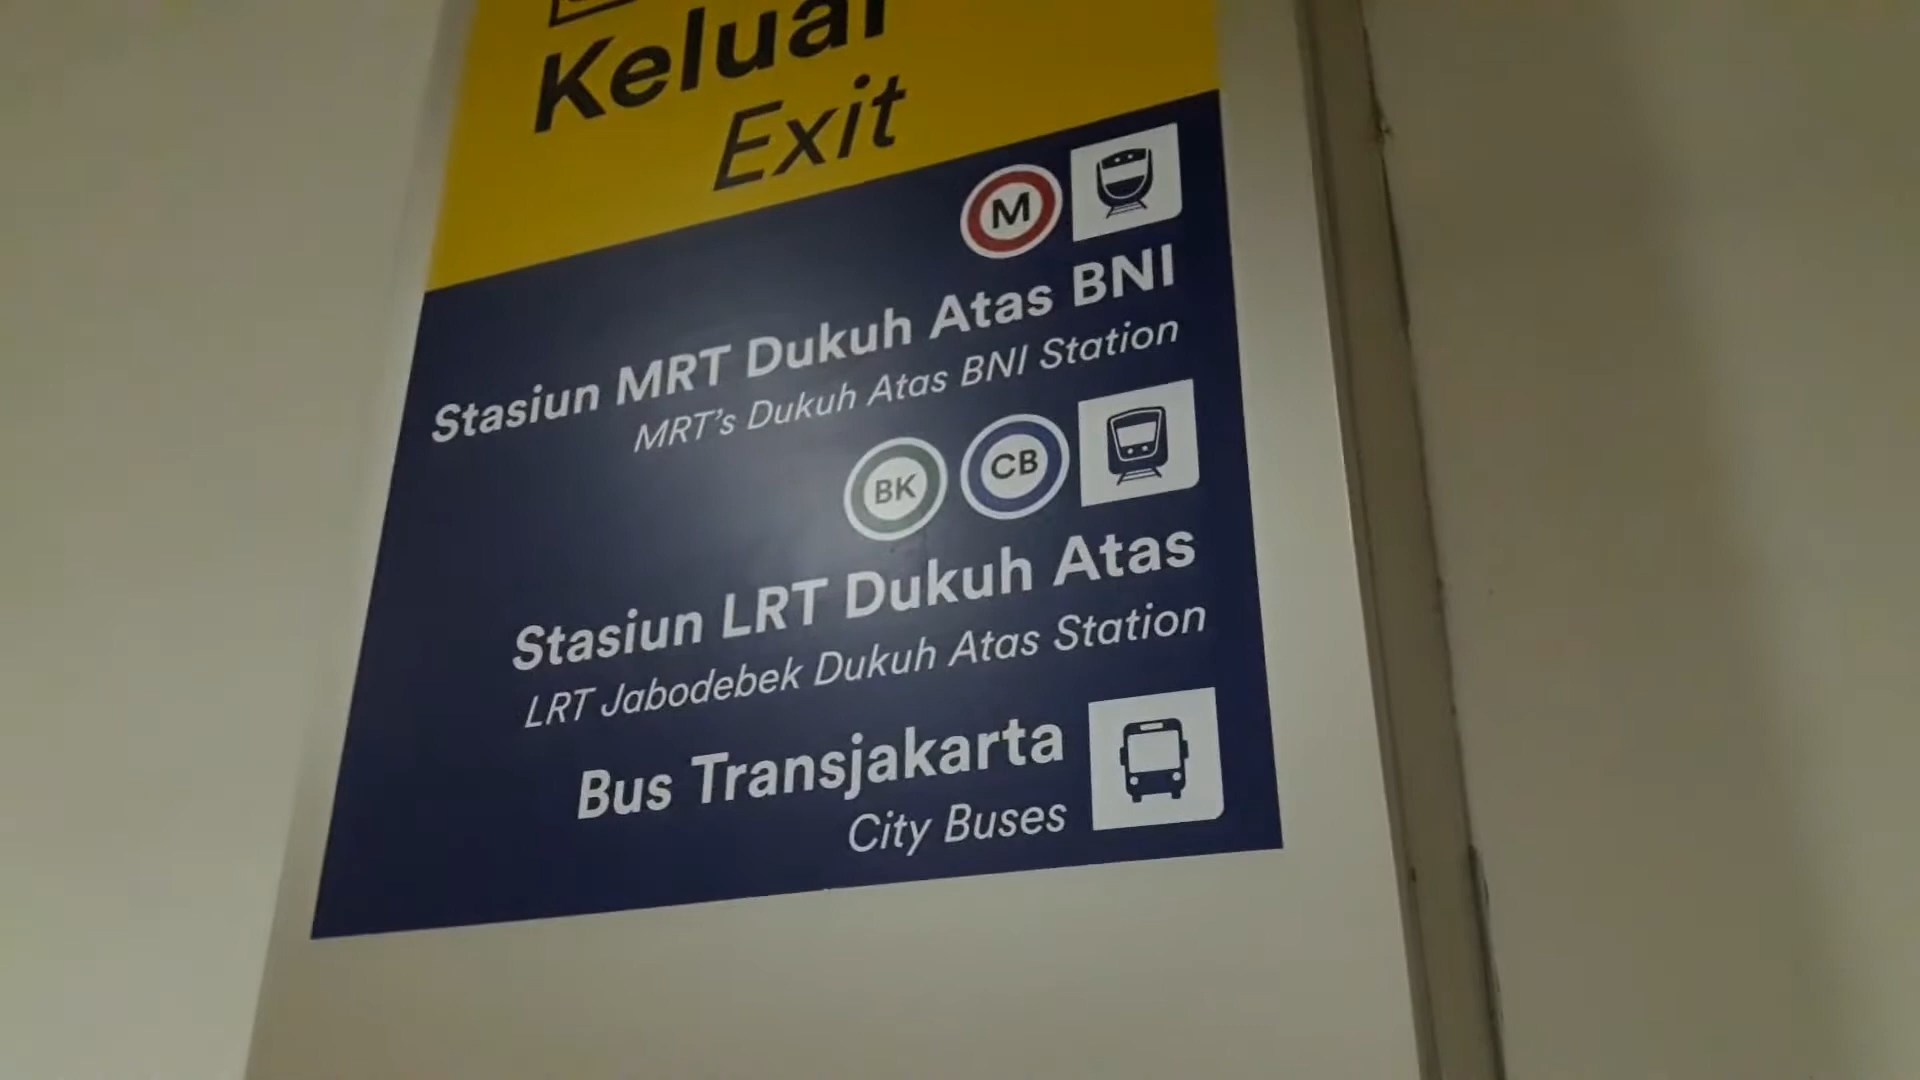 Keluar
Exit
M
Stasiun MRT Dukuh Atas BNI
MRT's Dukuh Atas BNI Station
BK CB
Stasiun LRT Dukuh Atas
LRT Jabodebek Dukuh Atas Station
Bus Transjakarta
City Buses